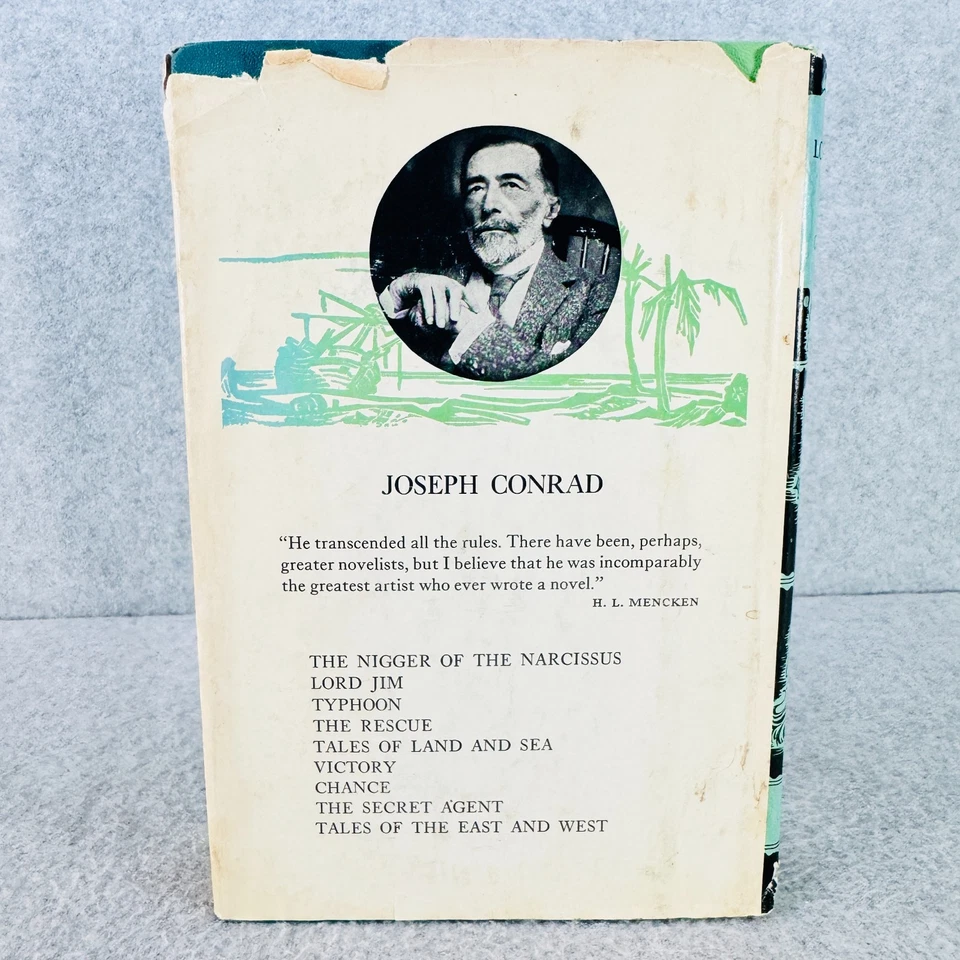 JOSEPH CONRAD
“He transcended all the rules. There have been, perhaps,
greater novelists, but I believe that he was incomparably
the greatest artist who ever wrote a novel.”
H. L. MENCKEN
THE NIGGER OF THE NARCISSUS
LORD JIM
TYPHOON
THE RESCUE
TALES OF LAND AND SEA
VICTORY
CHANCE
THE SECRET AGENT
TALES OF THE EAST AND WEST